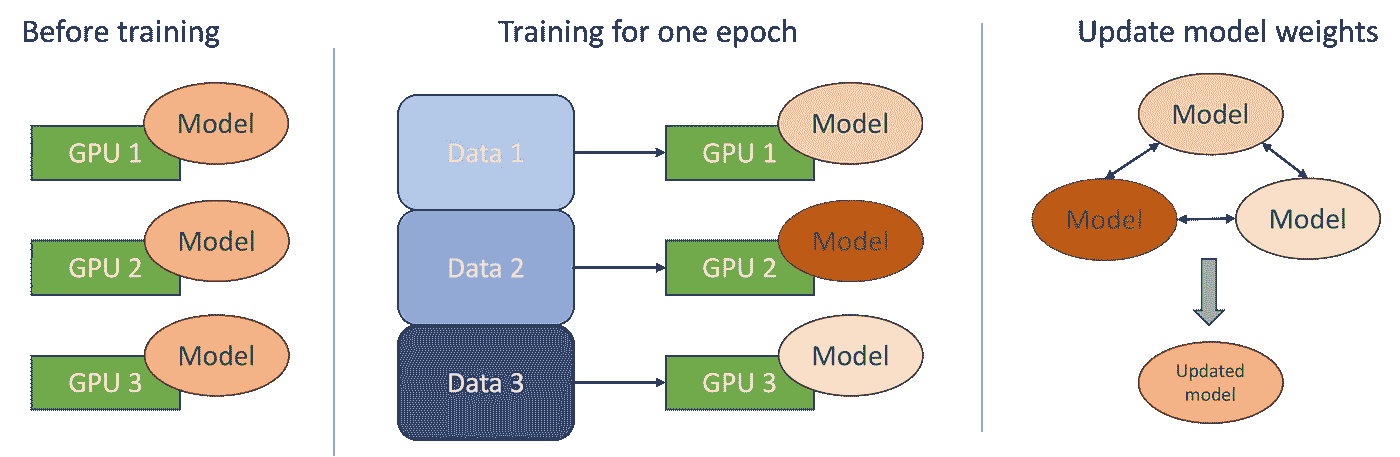 Before training
Model
GPU 1
Model
GPU 2
Model
GPU 3
Training for one epoch
Data 1
Model
GPU 1
Data 2
Model
GPU 2
Data 3
Model
GPU 3
Update model weights
Model
Model
Model
Updated
model